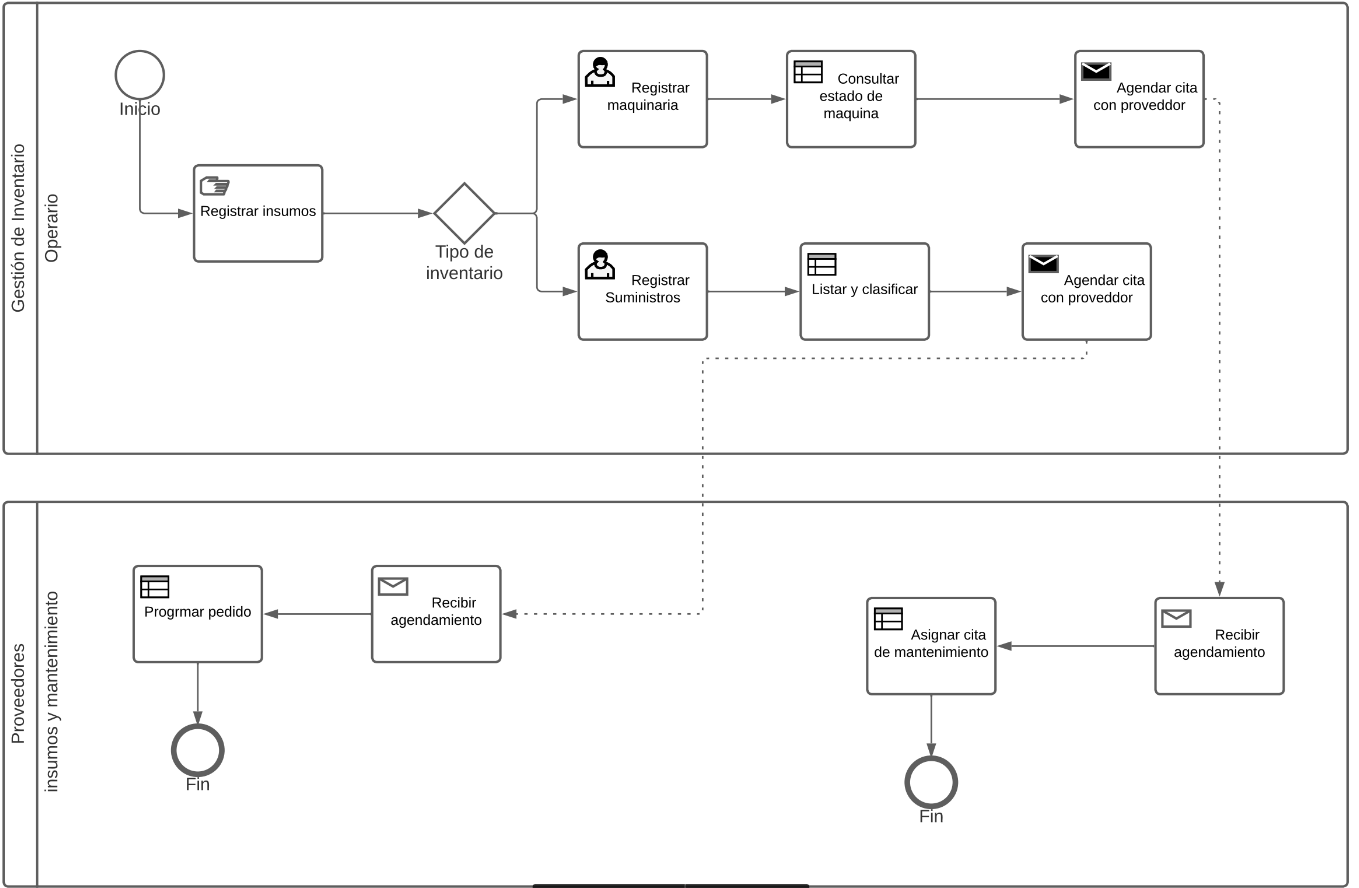 Gestión de Inventario
Operario
Inicio
Registrar insumos
Tipo de
inventario
Registrar
maquinaria
Consultar
estado de
maquina
Agendar cita
con proveddor
Registrar
Suministros
Listar y clasificar
Agendar cita
con proveddor
Proveedores
insumos y mantenimiento
Progrmar pedido
Recibir
agendamiento
Fin
Asignar cita
de mantenimiento
Recibir
agendamiento
Fin